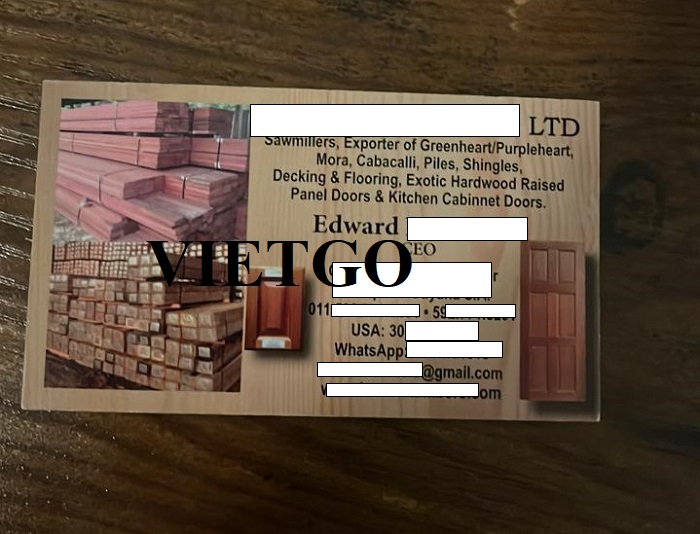 LTD
Sawmillers, Exporter of Greenheart/Purpleheart,
Mora, Cabacalli, Piles, Shingles,
Decking & Flooring, Exotic Hardwood Raised
Panel Doors & Kitchen Cabinnet Doors.
Edward
CEO
VIETGO
011
USA: 30
WhatsApp:
@gmail.com
.com